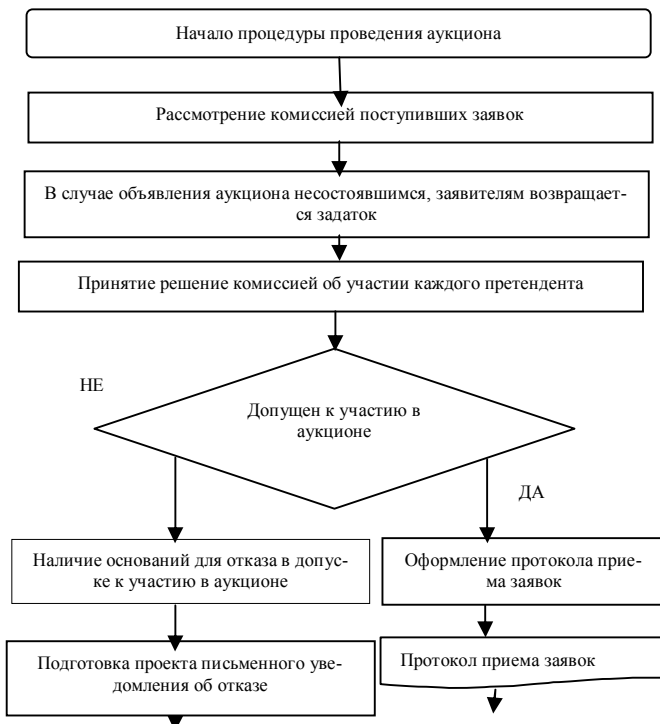 Начало процедуры проведения аукциона
Рассмотрение комиссией поступивших заявок
В случае объявления аукциона несостоявшимся, заявителям возвращает-
ся задаток
Принятие решение комиссией об участии каждого претендента
НЕ
Допущен к участию в
аукционе
ДА
Наличие оснований для отказа в допус-
ке к участию в аукционе
Оформление протокола прие-
ма заявок
Подготовка проекта письменного уве-
домления об отказе
Протокол приема заявок